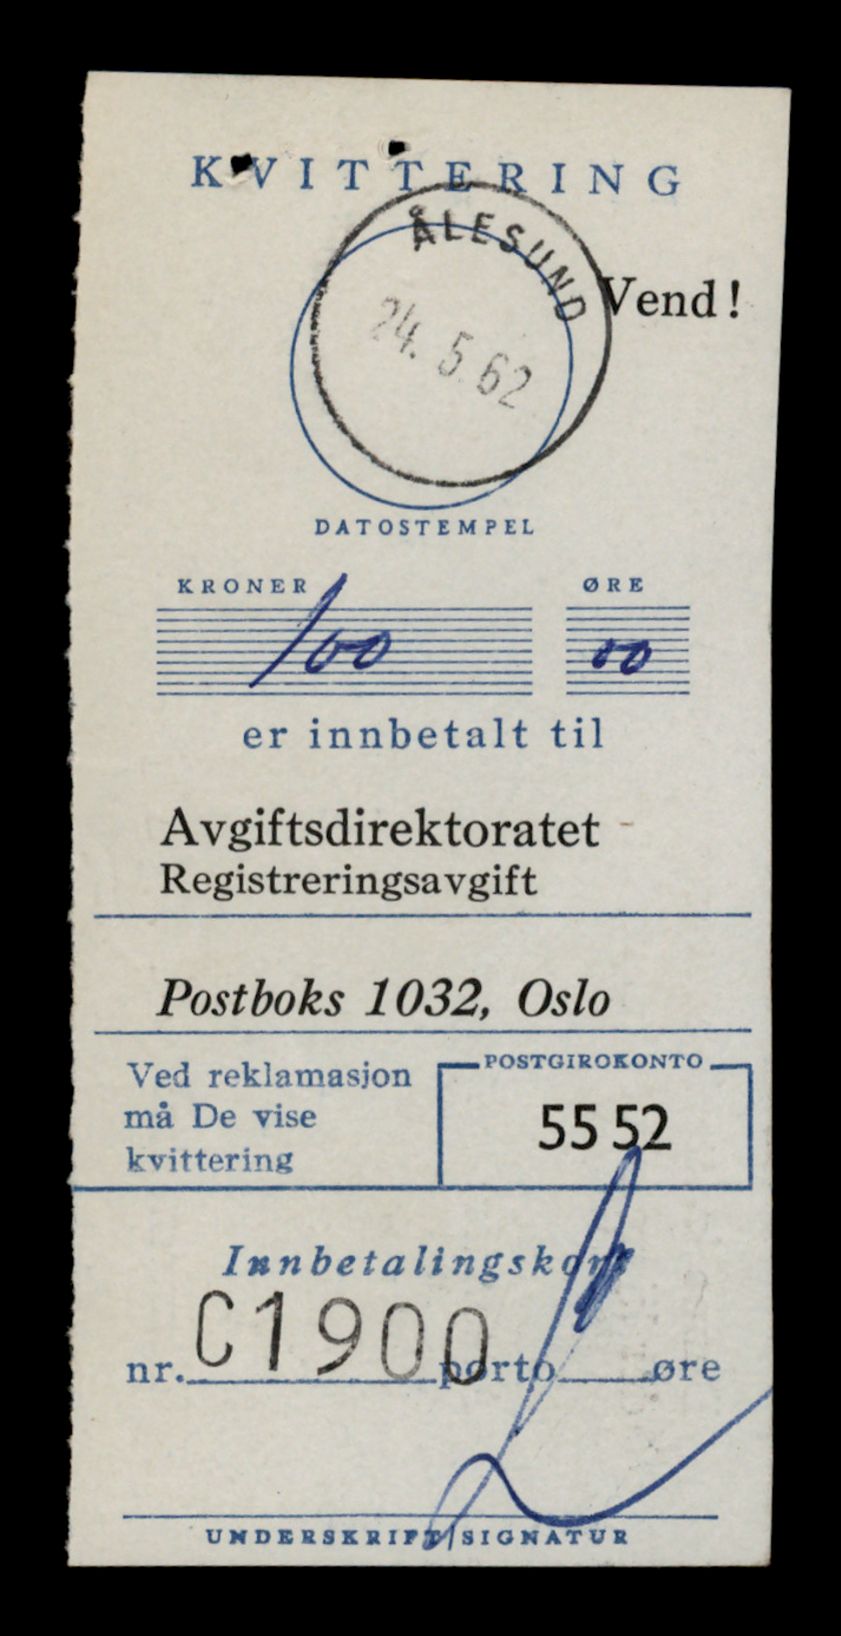 KVITTERING
ÅLESUND
Vend!
24. 5. 62
DATOSTEMPEL
KRONER ØRE
100 00
er innbetalt til
Avgiftsdirektoratet
Registreringsavgift
Postboks 1032, Oslo
Ved reklamasjon
må De vise
kvittering
POSTGIROKONTO
55 52
Innbetalingskort
nr. C1900 porto øre
UNDERSKRIFT/SIGNATUR